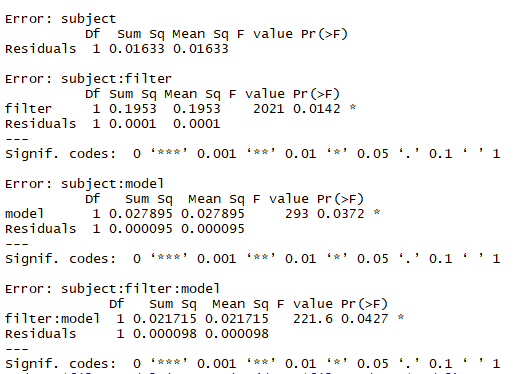 Error: subject
          Df  Sum Sq Mean Sq F value Pr(>F)
Residuals  1 0.01633 0.01633

Error: subject:filter
          Df Sum Sq Mean Sq F value Pr(>F)
filter     1 0.1953  0.1953    2021 0.0142 *
Residuals  1 0.0001  0.0001
---
Signif. codes:  0 ‘***’ 0.001 ‘**’ 0.01 ‘*’ 0.05 ‘.’ 0.1 ‘ ’ 1

Error: subject:model
          Df   Sum Sq  Mean Sq F value Pr(>F)
model      1 0.027895 0.027895     293 0.0372 *
Residuals  1 0.000095 0.000095
---
Signif. codes:  0 ‘***’ 0.001 ‘**’ 0.01 ‘*’ 0.05 ‘.’ 0.1 ‘ ’ 1

Error: subject:filter:model
             Df   Sum Sq  Mean Sq F value Pr(>F)
filter:model  1 0.021715 0.021715   221.6 0.0427 *
Residuals     1 0.000098 0.000098
---
Signif. codes:  0 ‘***’ 0.001 ‘**’ 0.01 ‘*’ 0.05 ‘.’ 0.1 ‘ ’ 1